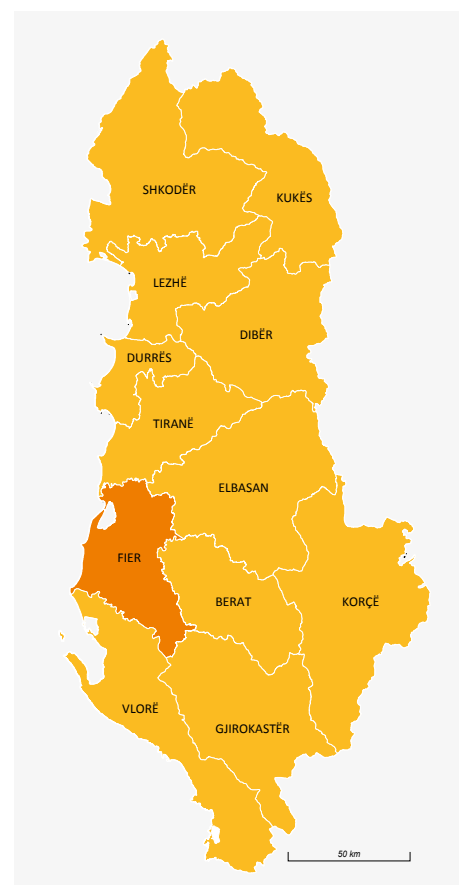 SHKODËR
KUKËS
LEZHË
DIBËR
DURRËS
TIRANË
ELBASAN
FIER
BERAT
KORÇË
VLORË
GJIROKASTËR
50 km